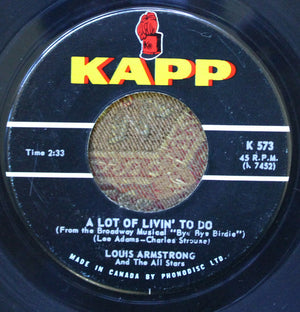 KAPP
Time 2:33
K 573
45 R.P.M.
(k 7452)
A LOT OF LIVIN' TO DO
(From the Broadway Musical "Bye Bye Birdie")
(Lee Adams-Charles Strouse)
LOUIS ARMSTRONG
And The All Stars
MADE IN CANADA BY PHONODISC LTD.